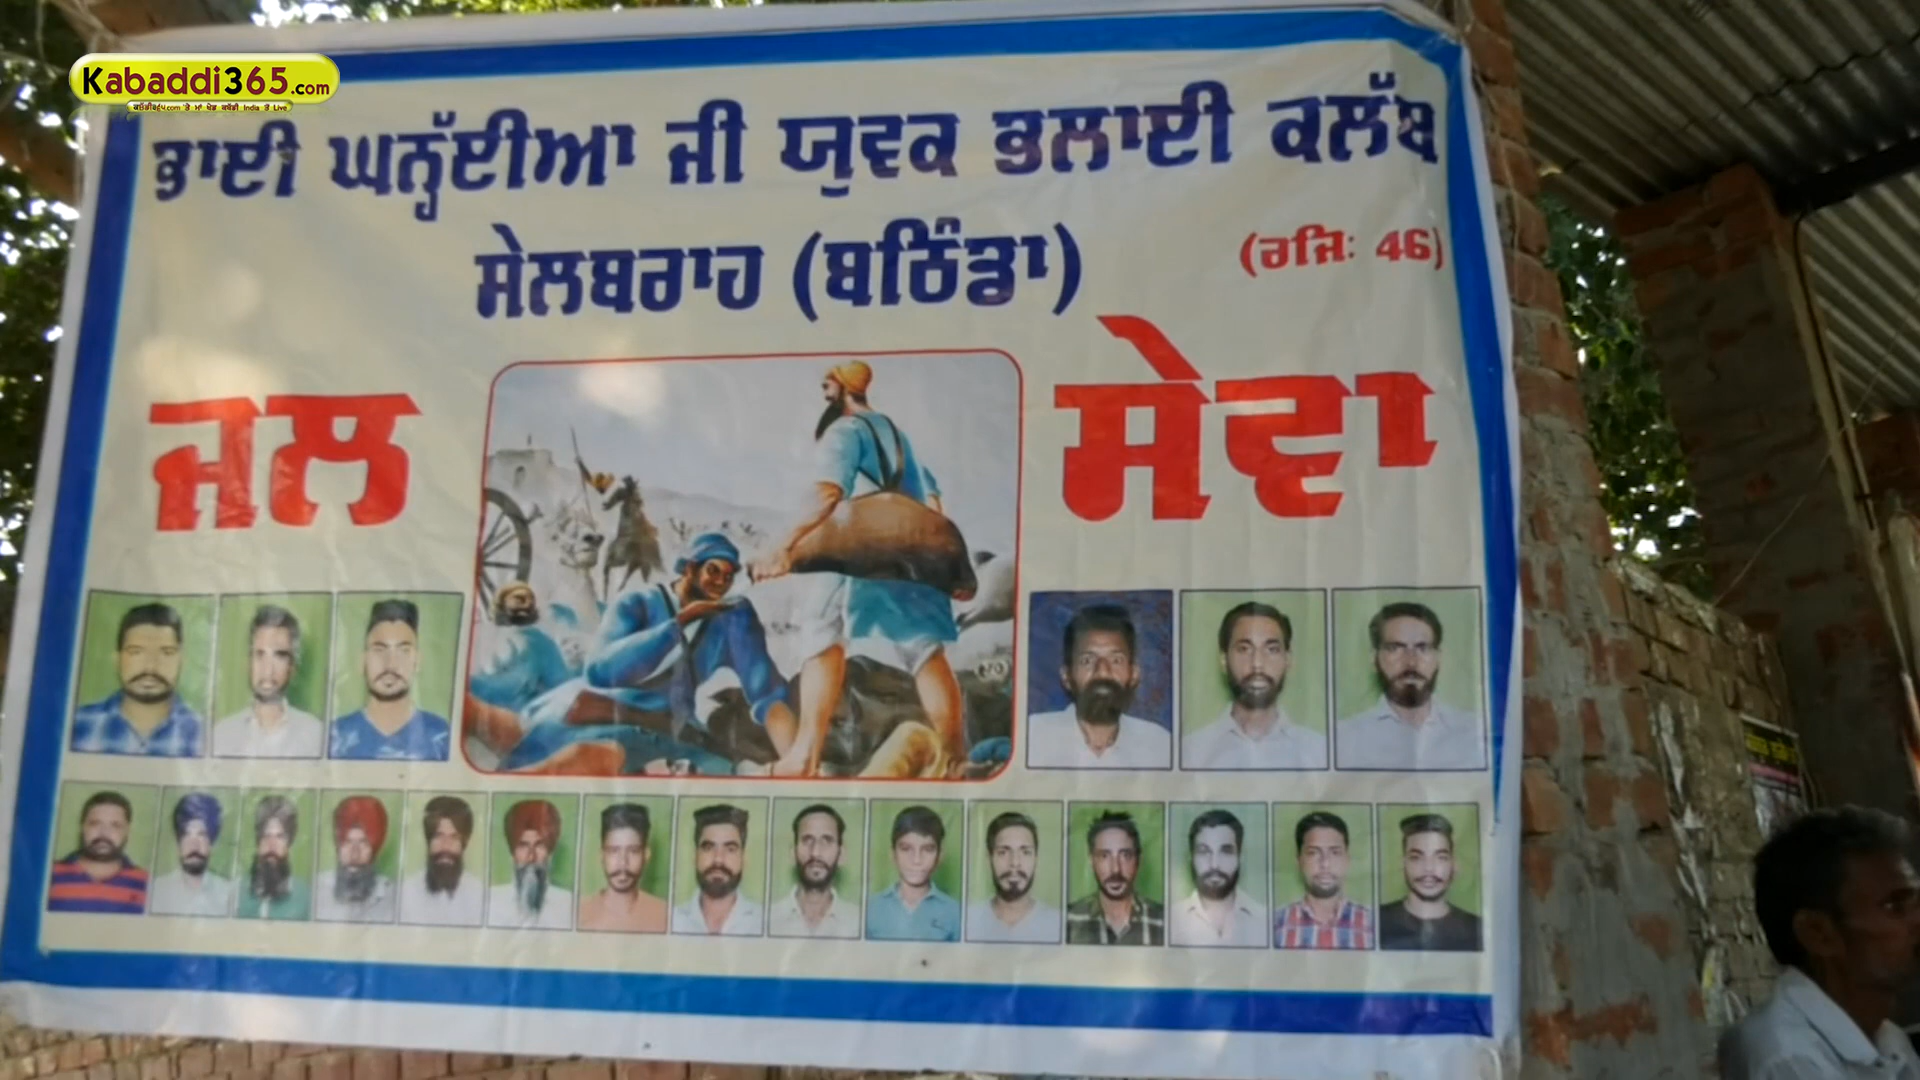 Kabaddi365.com
ਭਾਈ ਘਨ੍ਹੱਈਆ ਜੀ ਯੁਵਕ ਭਲਾਈ ਕਲੱਬ
ਸੇਲਬਰਾਹ (ਬਠਿੰਡਾ) (ਰਜਿ: 46)
ਜਲ ਸੇਵਾ